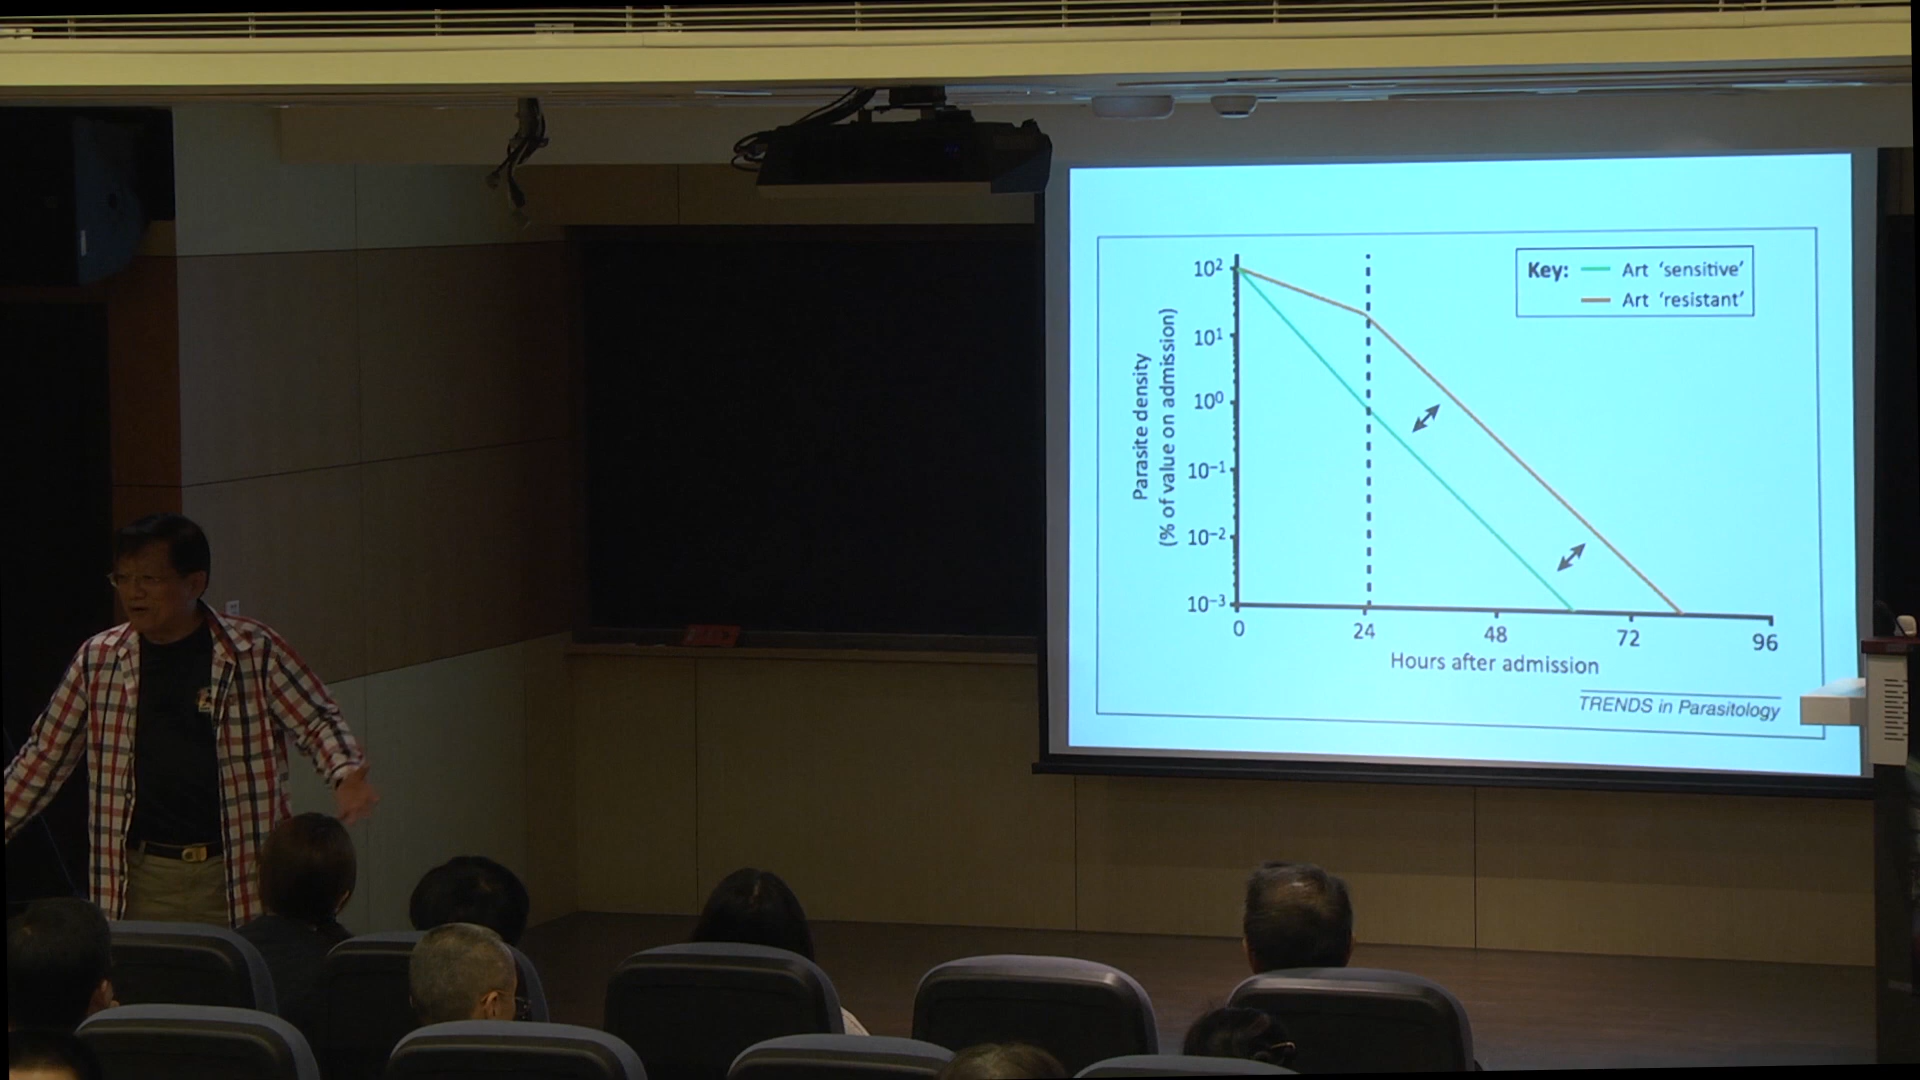 Key: Art ‘sensitive’
Art ‘resistant’
Parasite density
(% of value on admission)
10²
10¹
10⁰
10⁻¹
10⁻²
10⁻³
0 24 48 72 96
Hours after admission
TRENDS in Parasitology